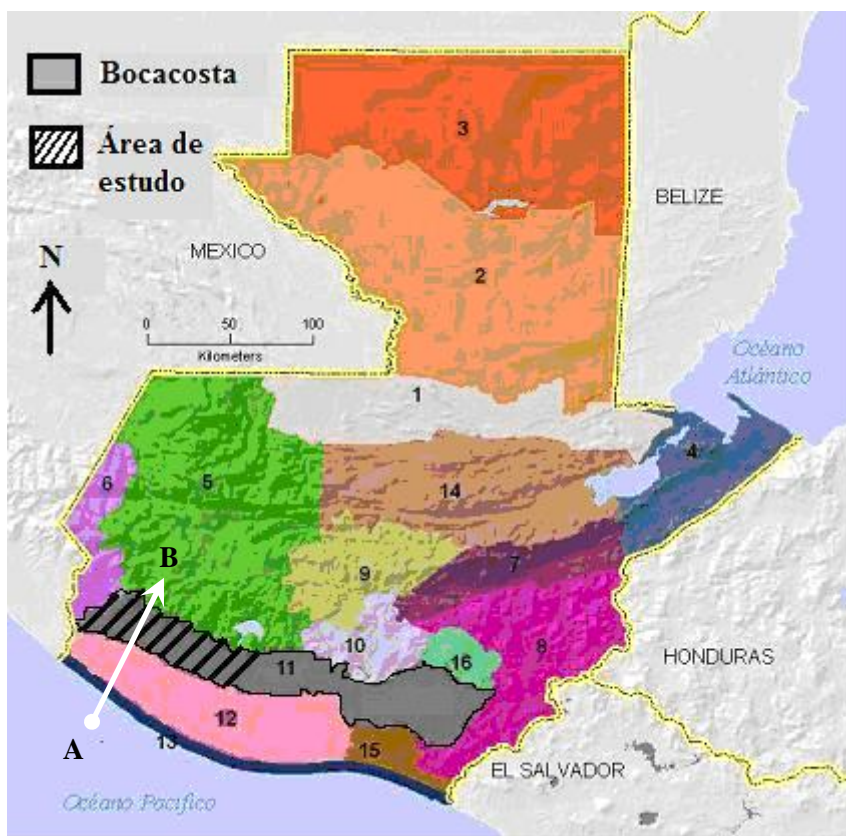 Bocacosta
Área de
estudo
N
MEXICO
BELIZE
0 50 100
Kilometers
Océano
Atlántico
3
2
1
4
5
6
14
7
9
B
10
16
8
11
HONDURAS
12
A
13
15
EL SALVADOR
Océano Pacifico